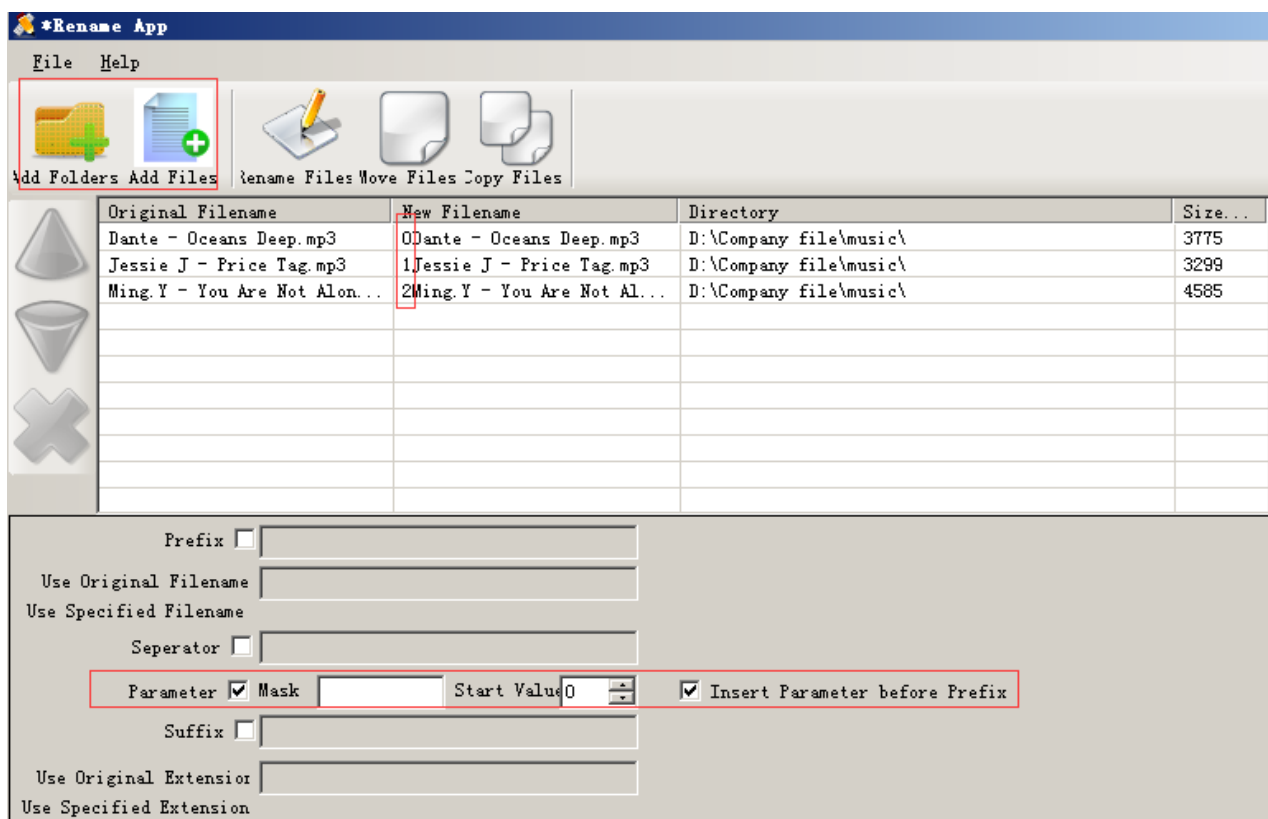 *Rename App
File Help
Add Folders Add Files Rename Files Move Files Copy Files
Original Filename New Filename Directory Size...
Dante - Oceans Deep.mp3 0Dante - Oceans Deep.mp3 D:\Company file\music\ 3775
Jessie J - Price Tag.mp3 1Jessie J - Price Tag.mp3 D:\Company file\music\ 3299
Ming.Y - You Are Not Alon... 2Ming.Y - You Are Not Al... D:\Company file\music\ 4585
Prefix
Use Original Filename
Use Specified Filename
Seperator
Parameter Mask Start Value 0 Insert Parameter before Prefix
Suffix
Use Original Extension
Use Specified Extension